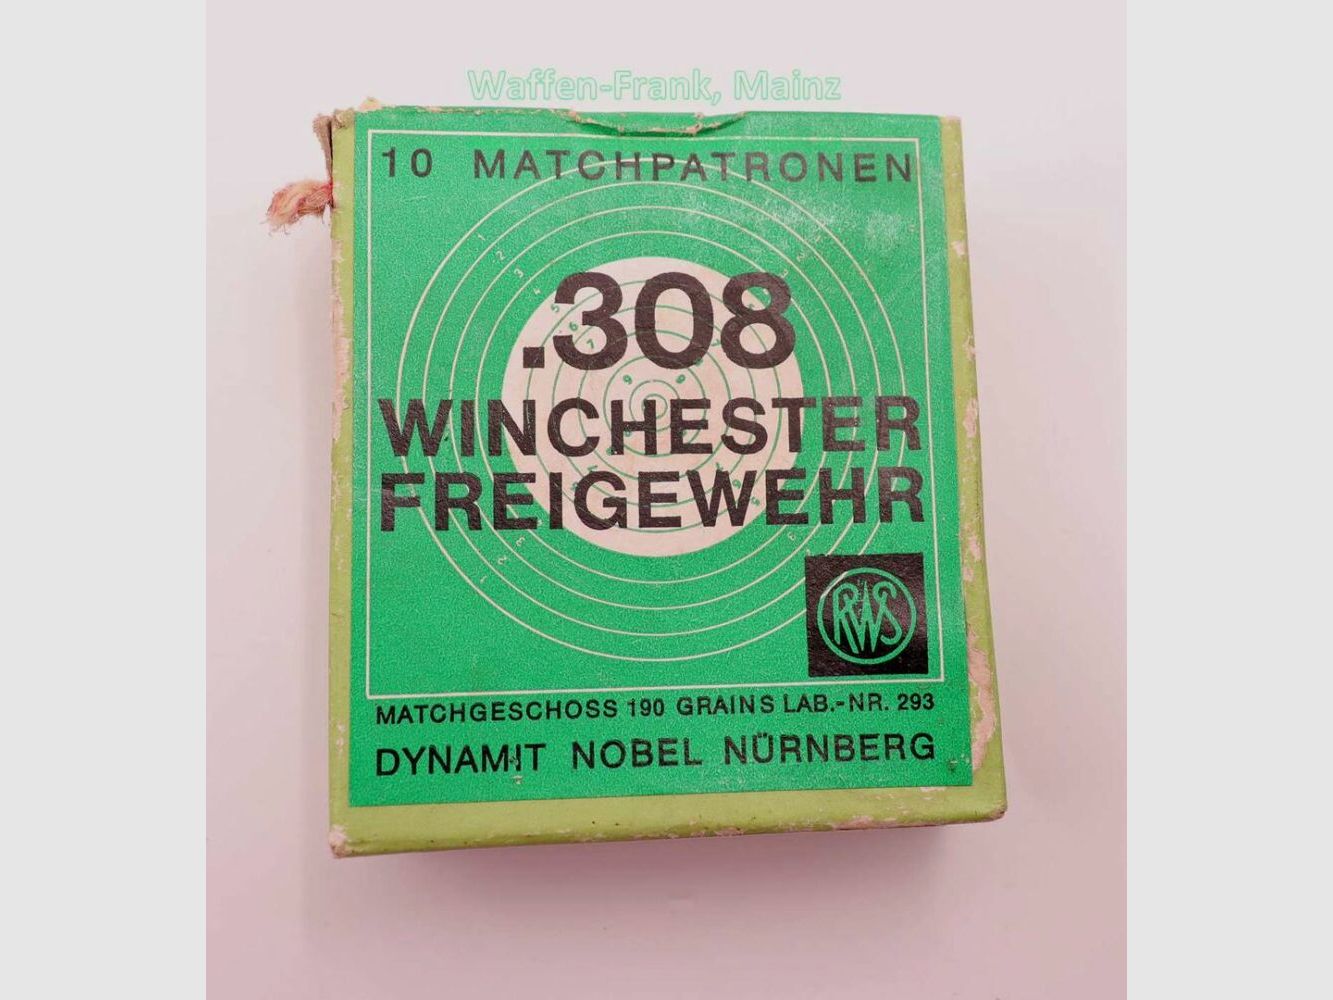 Waffen-Frank, Mainz
10 MATCHPATRONEN
.308
WINCHESTER
FREIGEWEHR
RWS
MATCHGESCHOSS 190 GRAINS LAB.-NR. 293
DYNAMIT NOBEL NÜRNBERG